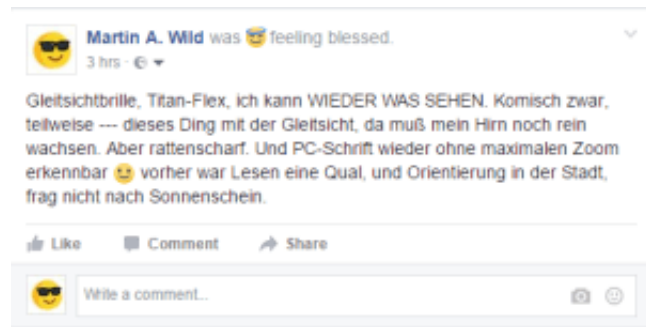 Martin A. Wild was 😇 feeling blessed.
3 hrs ·
Gleitsichtbrille, Titan-Flex, ich kann WIEDER WAS SEHEN. Komisch zwar,
teilweise --- dieses Ding mit der Gleitsicht, da muß mein Hirn noch rein
wachsen. Aber rattenscharf. Und PC-Schrift wieder ohne maximalen Zoom
erkennbar 😉 vorher war Lesen eine Qual, und Orientierung in der Stadt,
frag nicht nach Sonnenschein.
Like Comment Share
Write a comment...